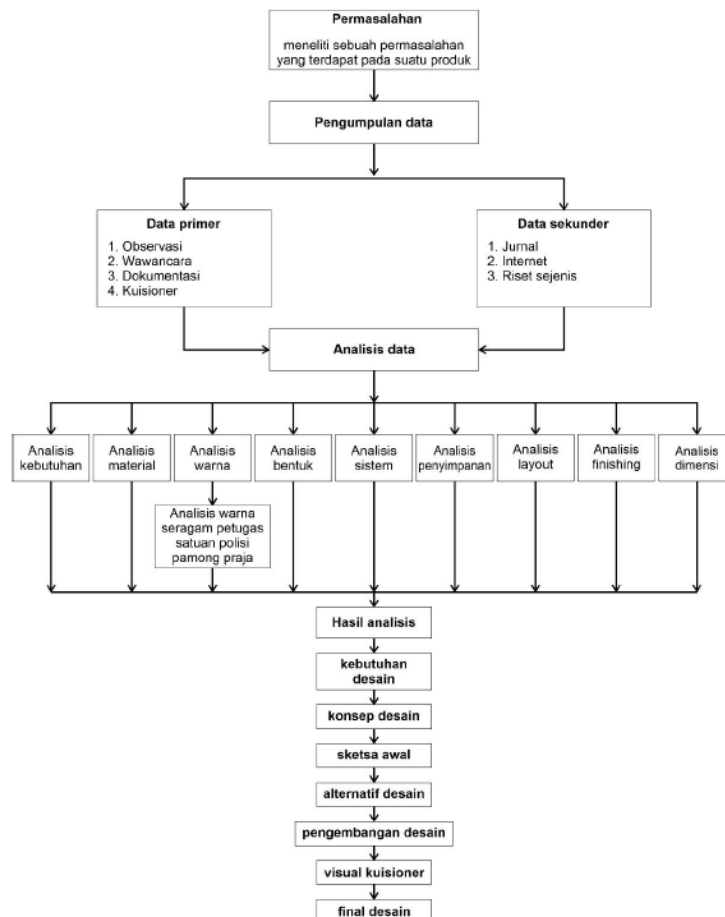 Permasalahan
meneliti sebuah permasalahan
yang terdapat pada suatu produk
Pengumpulan data
Data primer
1. Observasi
2. Wawancara
3. Dokumentasi
4. Kuisioner
Data sekunder
1. Jurnal
2. Internet
3. Riset sejenis
Analisis data
Analisis
kebutuhan
Analisis
material
Analisis
warna
Analisis
bentuk
Analisis
sistem
Analisis
penyimpanan
Analisis
layout
Analisis
finishing
Analisis
dimensi
Analisis warna
seragam petugas
satuan polisi
pamong praja
Hasil analisis
kebutuhan
desain
konsep desain
sketsa awal
alternatif desain
pengembangan desain
visual kuisioner
final desain